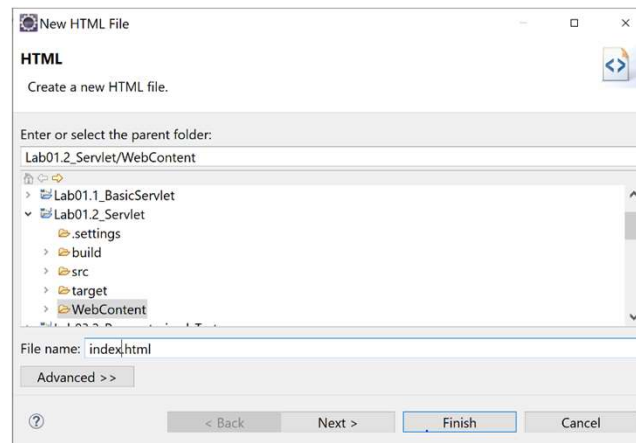 New HTML File
HTML
Create a new HTML file.
Enter or select the parent folder:
Lab01.2_Servlet/WebContent
Lab01.1_BasicServlet
Lab01.2_Servlet
.settings
build
src
target
WebContent
File name: index.html
Advanced >>
< Back Next > Finish Cancel